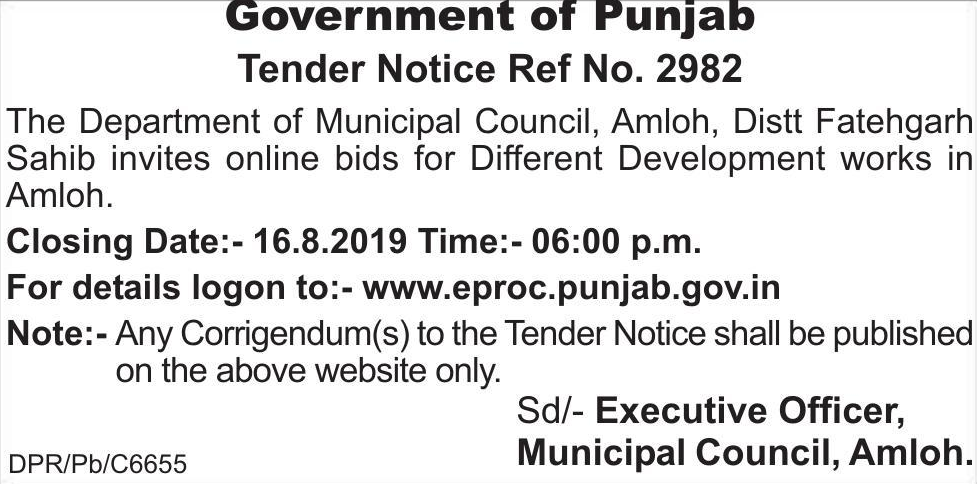 Government of Punjab
Tender Notice Ref No. 2982
The Department of Municipal Council, Amloh, Distt Fatehgarh
Sahib invites online bids for Different Development works in
Amloh.
Closing Date:- 16.8.2019 Time:- 06:00 p.m.
For details logon to:- www.eproc.punjab.gov.in
Note:- Any Corrigendum(s) to the Tender Notice shall be published
on the above website only.
Sd/- Executive Officer,
Municipal Council, Amloh.
DPR/Pb/C6655